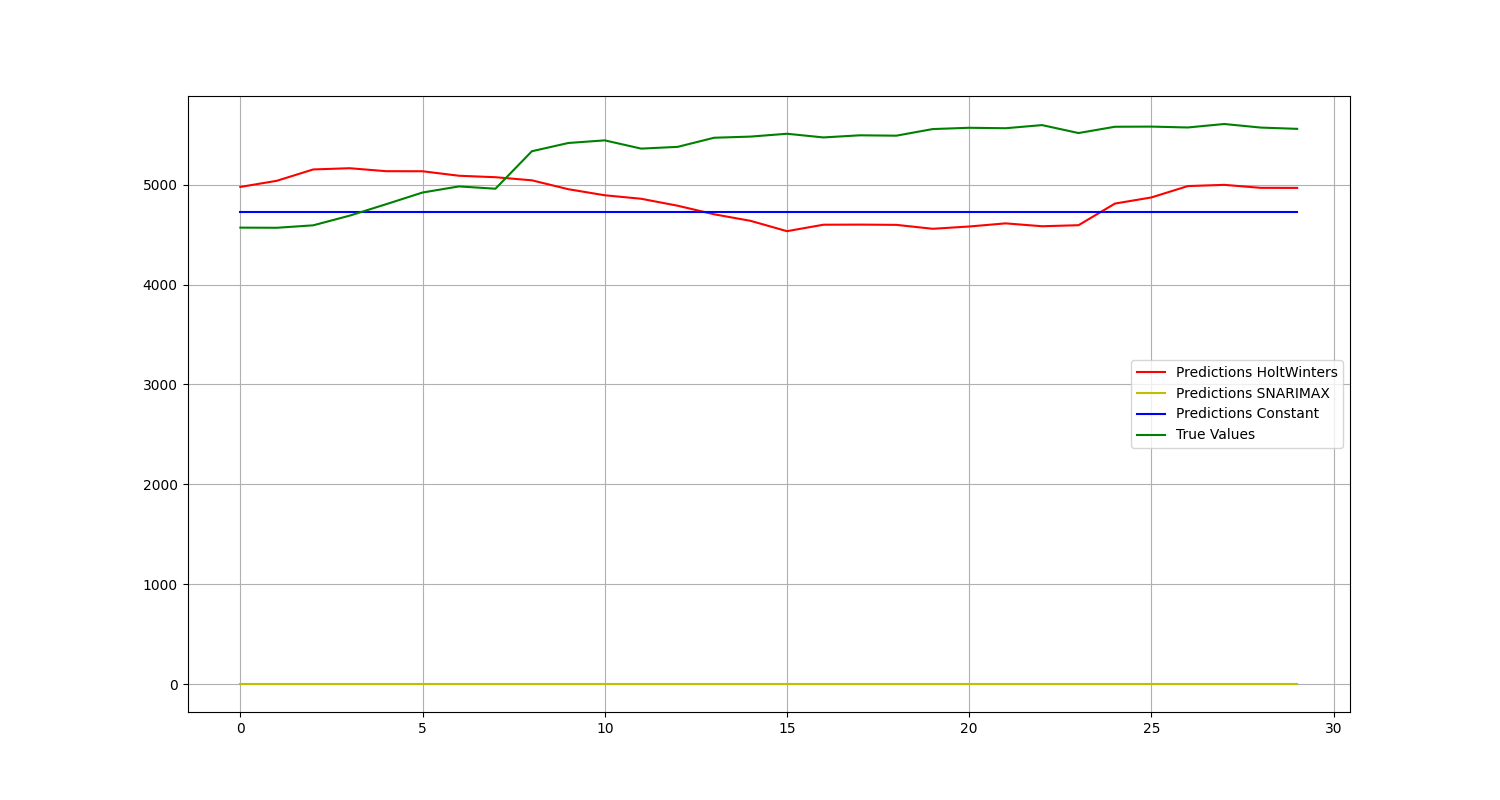 5000
4000
3000
2000
1000
0
Predictions HoltWinters
Predictions SNARIMAX
Predictions Constant
True Values
0 5 10 15 20 25 30